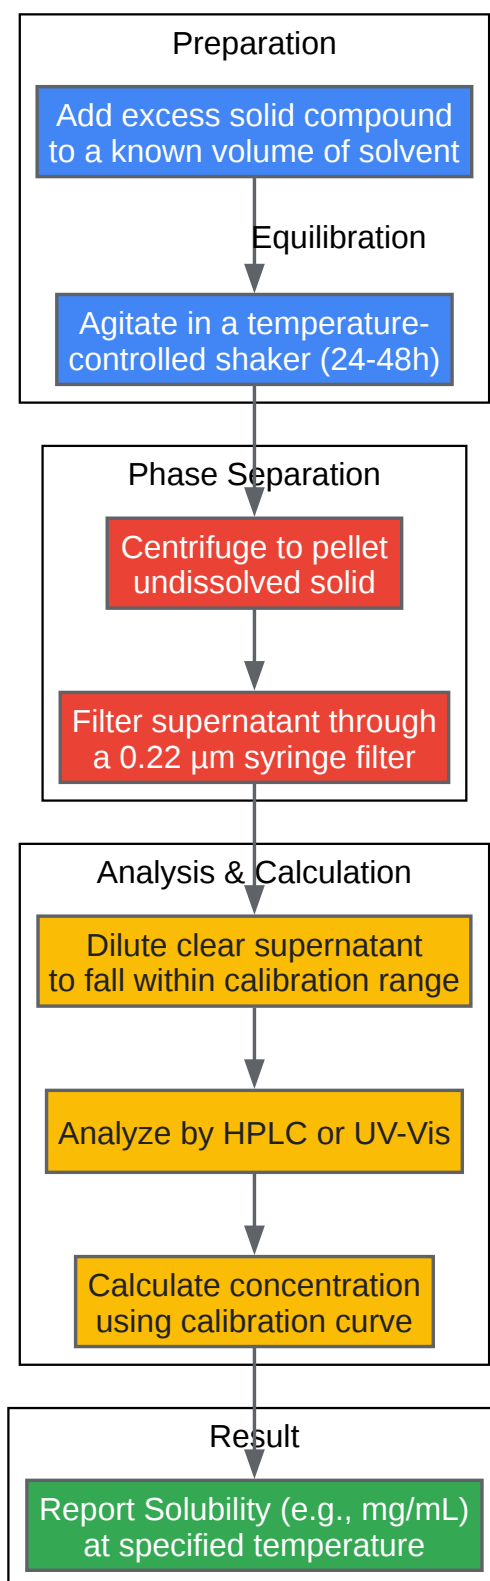 Preparation
Add excess solid compound
to a known volume of solvent
Equilibration
Agitate in a temperature-
controlled shaker (24-48h)
Phase Separation
Centrifuge to pellet
undissolved solid
Filter supernatant through
a 0.22 µm syringe filter
Analysis & Calculation
Dilute clear supernatant
to fall within calibration range
Analyze by HPLC or UV-Vis
Calculate concentration
using calibration curve
Result
Report Solubility (e.g., mg/mL)
at specified temperature